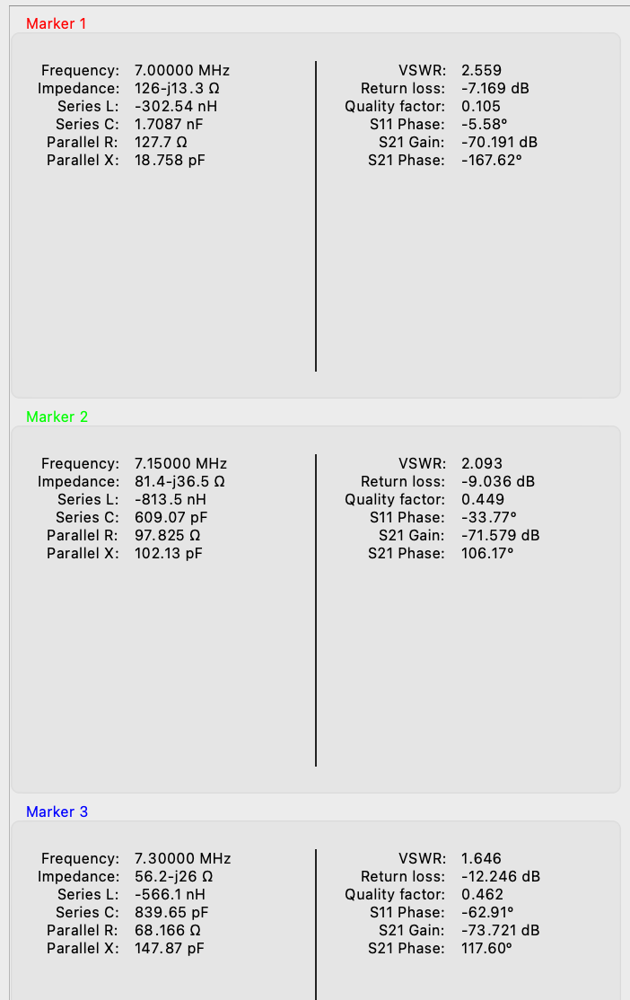 Marker 1
Frequency: 7.00000 MHz
Impedance: 126-j13.3 Ω
Series L: -302.54 nH
Series C: 1.7087 nF
Parallel R: 127.7 Ω
Parallel X: 18.758 pF
VSWR: 2.559
Return loss: -7.169 dB
Quality factor: 0.105
S11 Phase: -5.58°
S21 Gain: -70.191 dB
S21 Phase: -167.62°
Marker 2
Frequency: 7.15000 MHz
Impedance: 81.4-j36.5 Ω
Series L: -813.5 nH
Series C: 609.07 pF
Parallel R: 97.825 Ω
Parallel X: 102.13 pF
VSWR: 2.093
Return loss: -9.036 dB
Quality factor: 0.449
S11 Phase: -33.77°
S21 Gain: -71.579 dB
S21 Phase: 106.17°
Marker 3
Frequency: 7.30000 MHz
Impedance: 56.2-j26 Ω
Series L: -566.1 nH
Series C: 839.65 pF
Parallel R: 68.166 Ω
Parallel X: 147.87 pF
VSWR: 1.646
Return loss: -12.246 dB
Quality factor: 0.462
S11 Phase: -62.91°
S21 Gain: -73.721 dB
S21 Phase: 117.60°